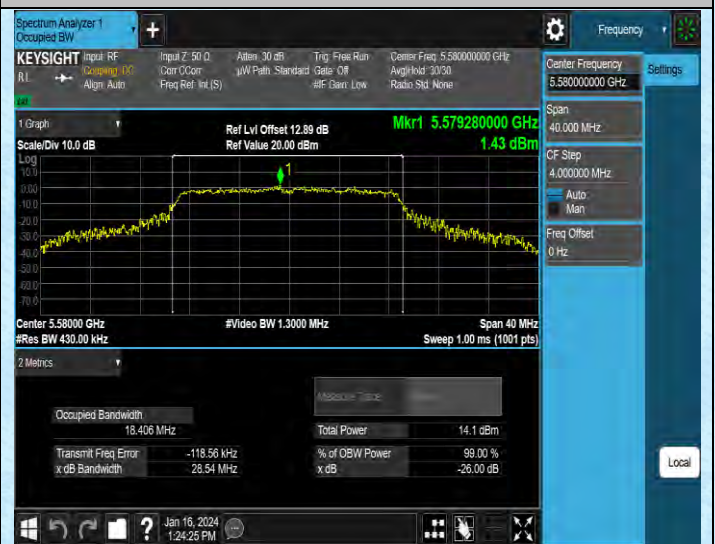 Spectrum Analyzer 1
Occupied BW
+
Frequency
KEYSIGHT Input: RF
RL Coupling: DC
Align: Auto
Input Z: 50 Ω
Corr CCorr
Freq Ref: Int (S)
Atten: 30 dB
µW Path: Standard
Trig: Free Run
Gate: Off
#IF Gain: Low
Center Freq: 5.580000000 GHz
Avg|Hold: 30/30
Radio Std: None
Center Frequency
5.580000000 GHz
Settings
Span
40.000 MHz
CF Step
4.000000 MHz
Auto
Man
Freq Offset
0 Hz
1 Graph
Scale/Div 10.0 dB
Ref Lvl Offset 12.89 dB
Ref Value 20.00 dBm
Mkr1 5.579280000 GHz
1.43 dBm
Log
10.0
0.00
-10.0
-20.0
-30.0
-40.0
-50.0
-60.0
-70.0
1
Center 5.58000 GHz
#Res BW 430.00 kHz
#Video BW 1.3000 MHz
Span 40 MHz
Sweep 1.00 ms (1001 pts)
2 Metrics
Measure Trace
Occupied Bandwidth
18.406 MHz
Total Power 14.1 dBm
Transmit Freq Error -118.56 kHz
% of OBW Power 99.00 %
x dB Bandwidth 28.54 MHz
x dB -26.00 dB
Local
?
Jan 16, 2024
1:24:25 PM